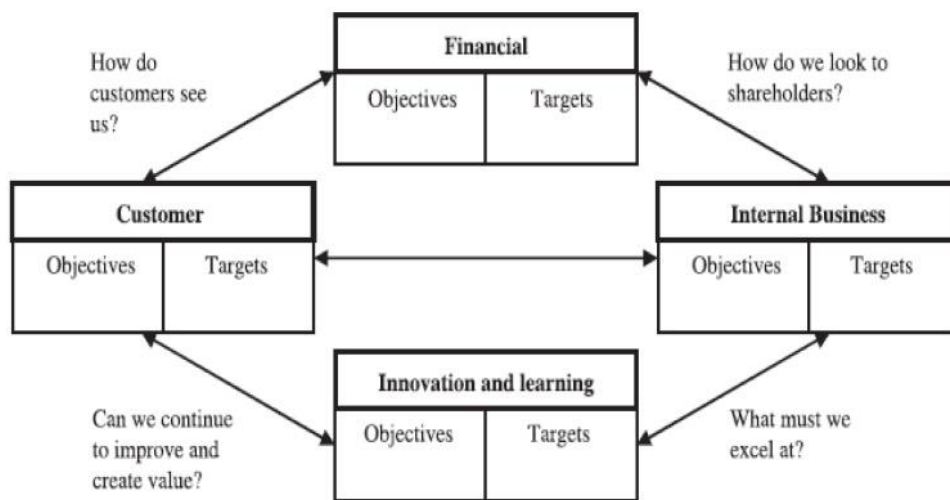 Financial
Objectives
Targets
How do
customers see
us?
How do we look to
shareholders?
Customer
Objectives
Targets
Internal Business
Objectives
Targets
Innovation and learning
Objectives
Targets
Can we continue
to improve and
create value?
What must we
excel at?